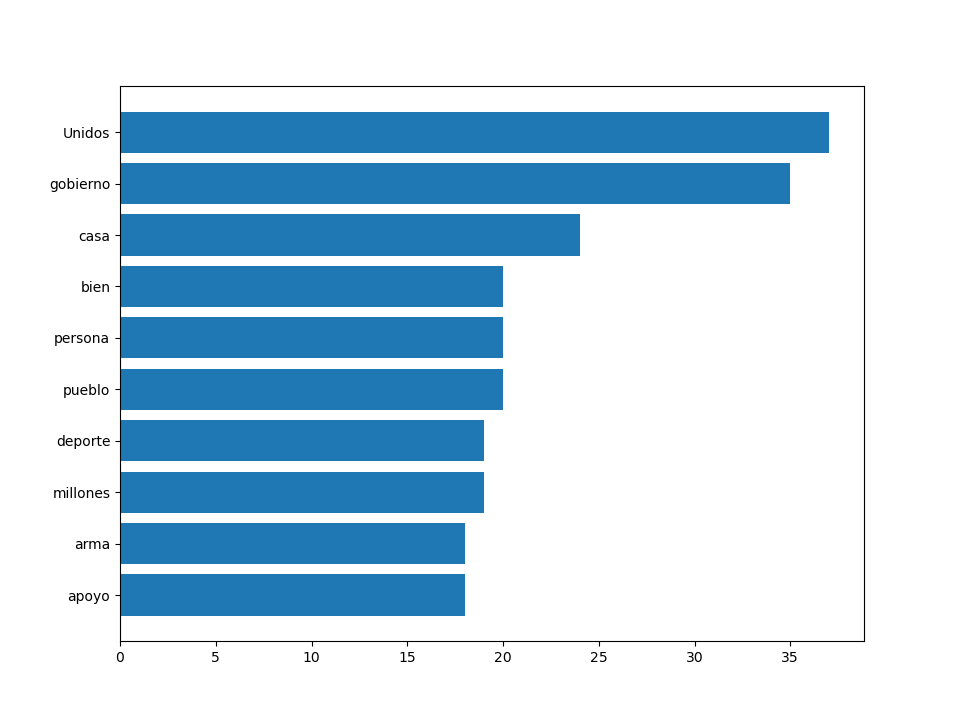 Unidos
gobierno
casa
bien
persona
pueblo
deporte
millones
arma
apoyo
0 5 10 15 20 25 30 35